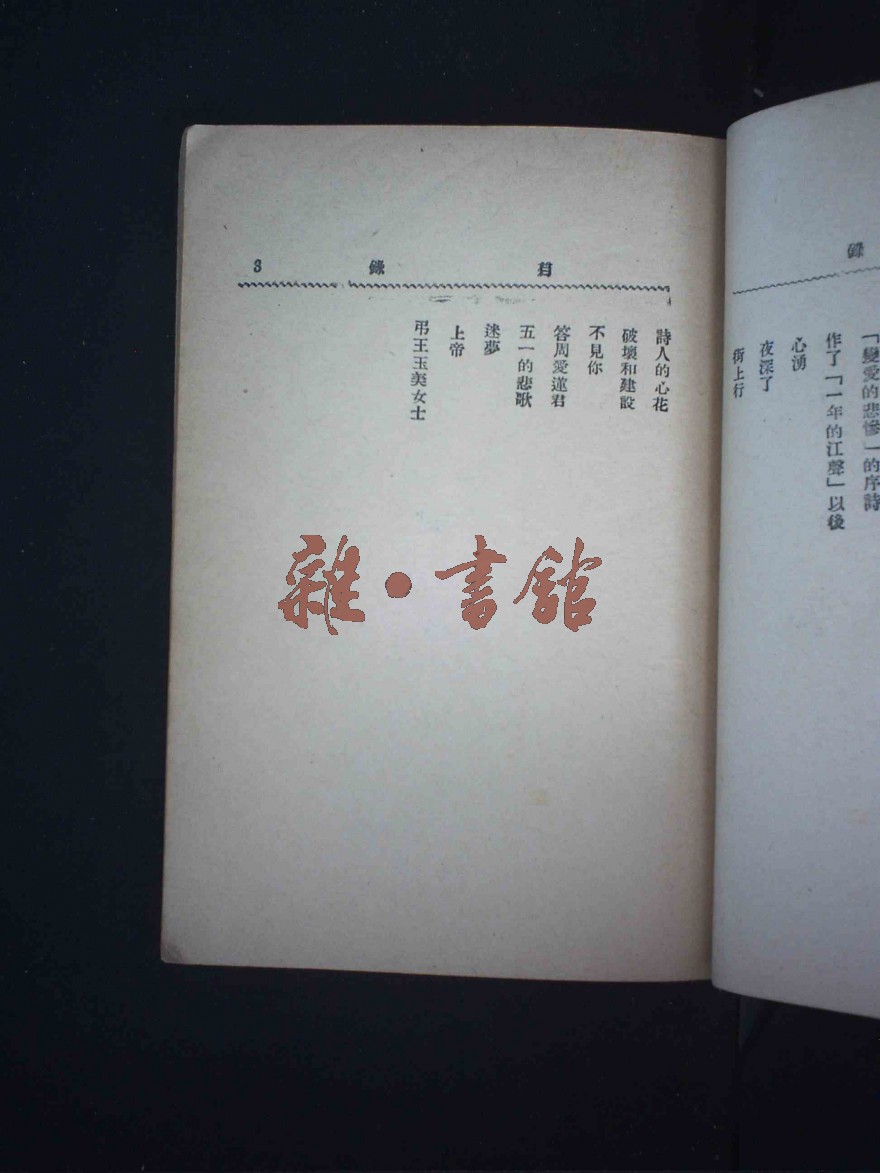 錄
「戀愛的悲慘」的序詩
作了「一年的江聲」以後
心湧
夜深了
街上行
目 錄 3
詩人的心花
破壞和建設
不見你
答周愛蓮君
五一的悲歌
迷夢
上帝
弔王玉英女士
雜·書館